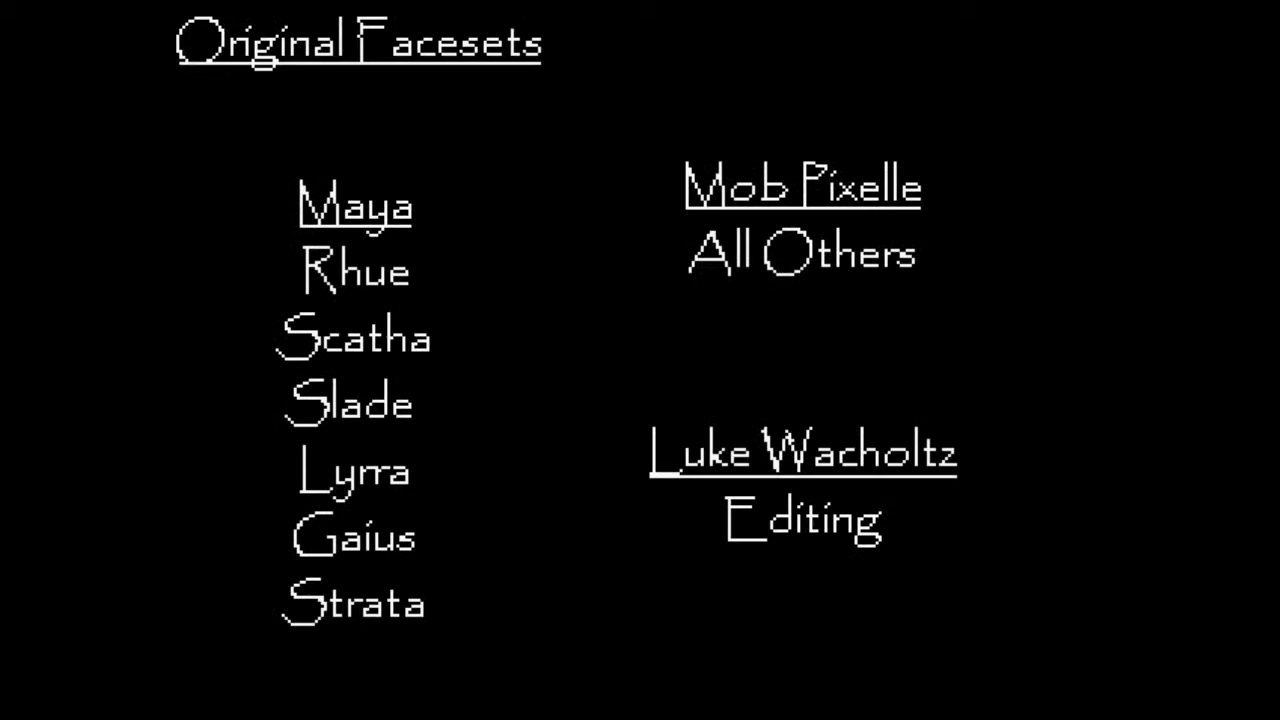 Original Facesets
Maya
Rhue
Scatha
Slade
Lyrra
Gaius
Strata
Mob Pixelle
All Others
Luke Wacholtz
Editing